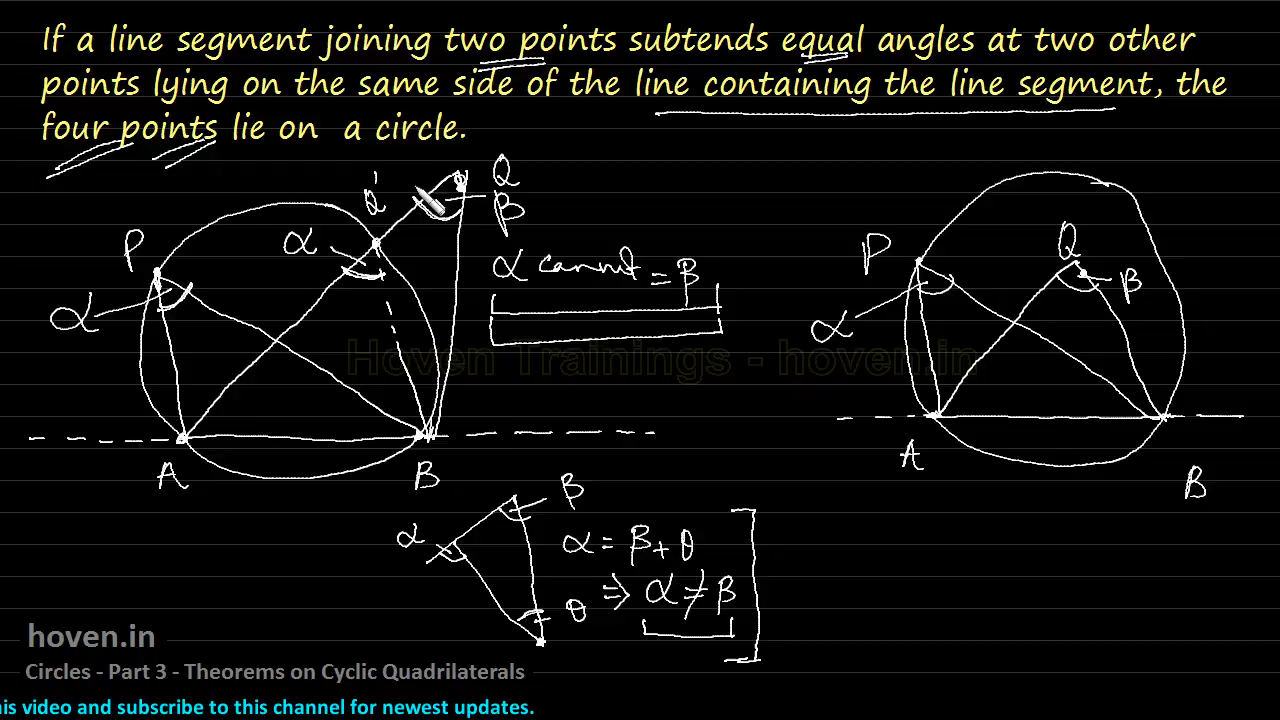 If a line segment joining two points subtends equal angles at two other
points lying on the same side of the line containing the line segment, the
four points lie on a circle.
Q' Q
β
P α
α
α cannot = β
A B
P Q
β
α
A B
Hoven Trainings - hoven.in
β
α α = β + θ
θ ⇒ α ≠ β
hoven.in
Circles - Part 3 - Theorems on Cyclic Quadrilaterals
his video and subscribe to this channel for newest updates.